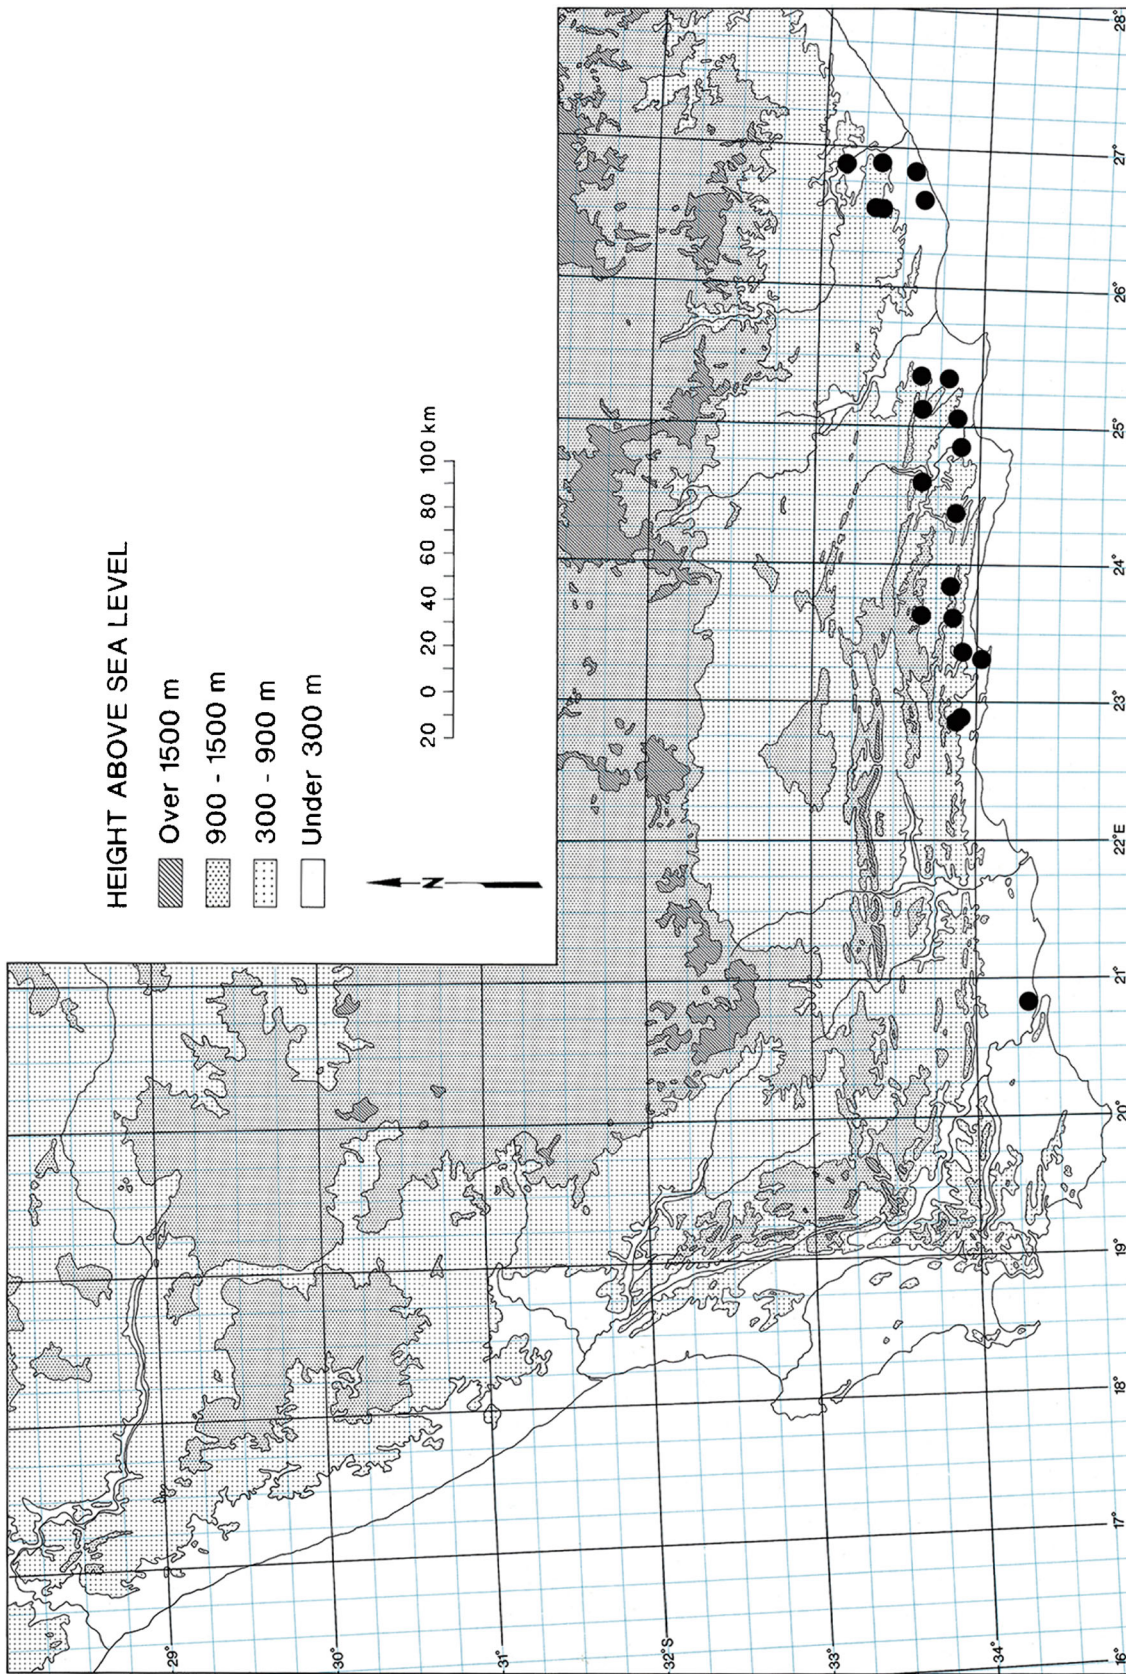 HEIGHT ABOVE SEA LEVEL
Over 1500 m
900 - 1500 m
300 - 900 m
Under 300 m
N
20 0 20 40 60 80 100 km
29°
30°
31°
32°S
33°
34°
16° 17° 18° 19° 20° 21° 22°E 23° 24° 25° 26° 27° 28°